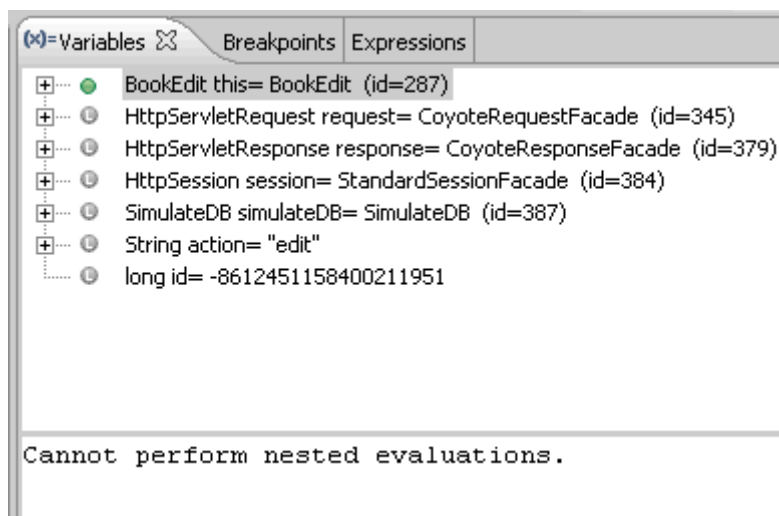 (x)= Variables Breakpoints Expressions
BookEdit this= BookEdit (id=287)
HttpServletRequest request= CoyoteRequestFacade (id=345)
HttpServletResponse response= CoyoteResponseFacade (id=379)
HttpSession session= StandardSessionFacade (id=384)
SimulateDB simulateDB= SimulateDB (id=387)
String action= "edit"
long id= -8612451158400211951
Cannot perform nested evaluations.